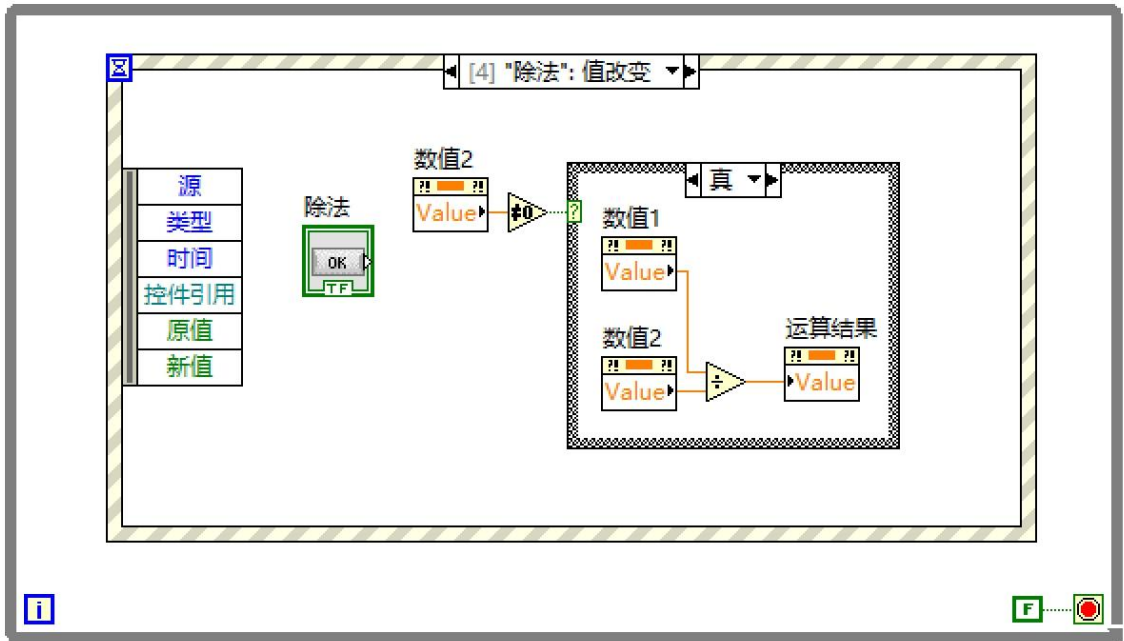 [4] "除法": 值改变
源
类型
时间
控件引用
原值
新值
除法
OK
TF
数值2
?! ?!
Value
≠0
?
真
数值1
?! ?!
Value
数值2
?! ?!
Value
÷
运算结果
?! ?!
Value
i
F